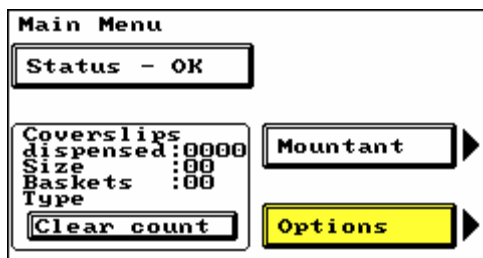 Main Menu
Status - OK
Coverslips
dispensed:0000
Size :00
Baskets :00
Type
Clear count
Mountant
Options